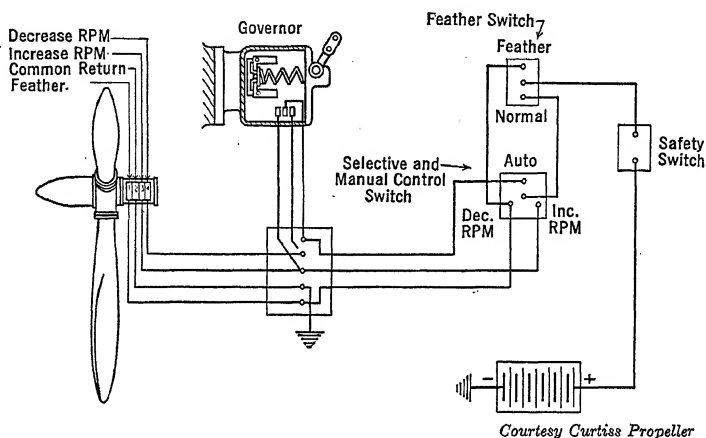 Decrease RPM
Increase RPM
Common Return
Feather
Governor
Feather Switch
Feather
Normal
Safety
Switch
Selective and
Manual Control
Switch
Auto
Dec.
RPM
Inc.
RPM
- +
Courtesy Curtiss Propeller